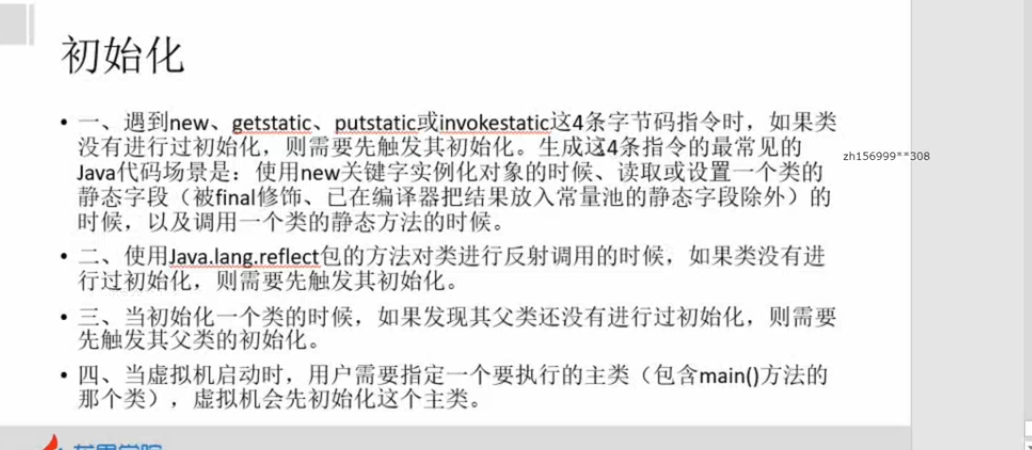 初始化
• 一、遇到new、getstatic、putstatic或invokestatic这4条字节码指令时，如果类
没有进行过初始化，则需要先触发其初始化。生成这4条指令的最常见的
Java代码场景是：使用new关键字实例化对象的时候、读取或设置一个类的
静态字段（被final修饰、已在编译器把结果放入常量池的静态字段除外）的
时候，以及调用一个类的静态方法的时候。
zh156999**308
• 二、使用Java.lang.reflect包的方法对类进行反射调用的时候，如果类没有进
行过初始化，则需要先触发其初始化。
• 三、当初始化一个类的时候，如果发现其父类还没有进行过初始化，则需要
先触发其父类的初始化。
• 四、当虚拟机启动时，用户需要指定一个要执行的主类（包含main()方法的
那个类），虚拟机会先初始化这个主类。